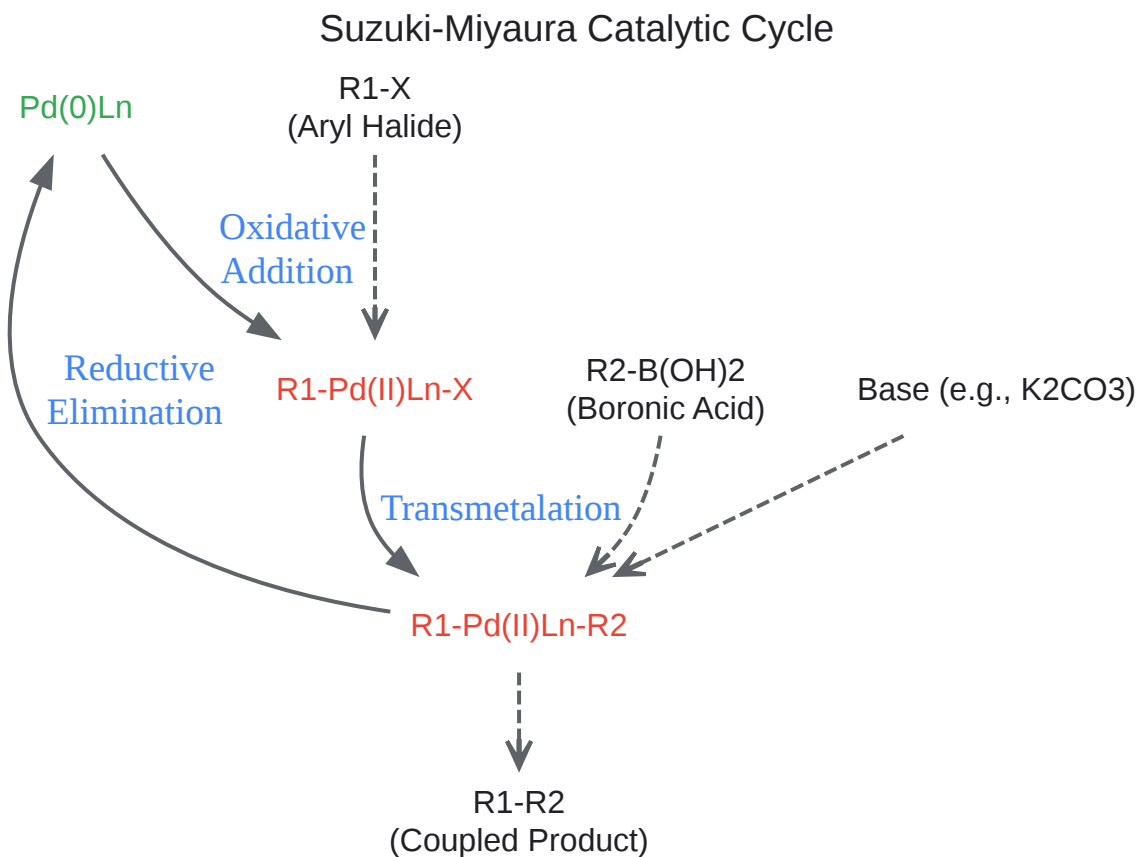 Suzuki-Miyaura Catalytic Cycle
Pd(0)Ln
R1-X
(Aryl Halide)
Oxidative
Addition
Reductive
Elimination
R1-Pd(II)Ln-X
R2-B(OH)2
(Boronic Acid)
Base (e.g., K2CO3)
Transmetalation
R1-Pd(II)Ln-R2
R1-R2
(Coupled Product)